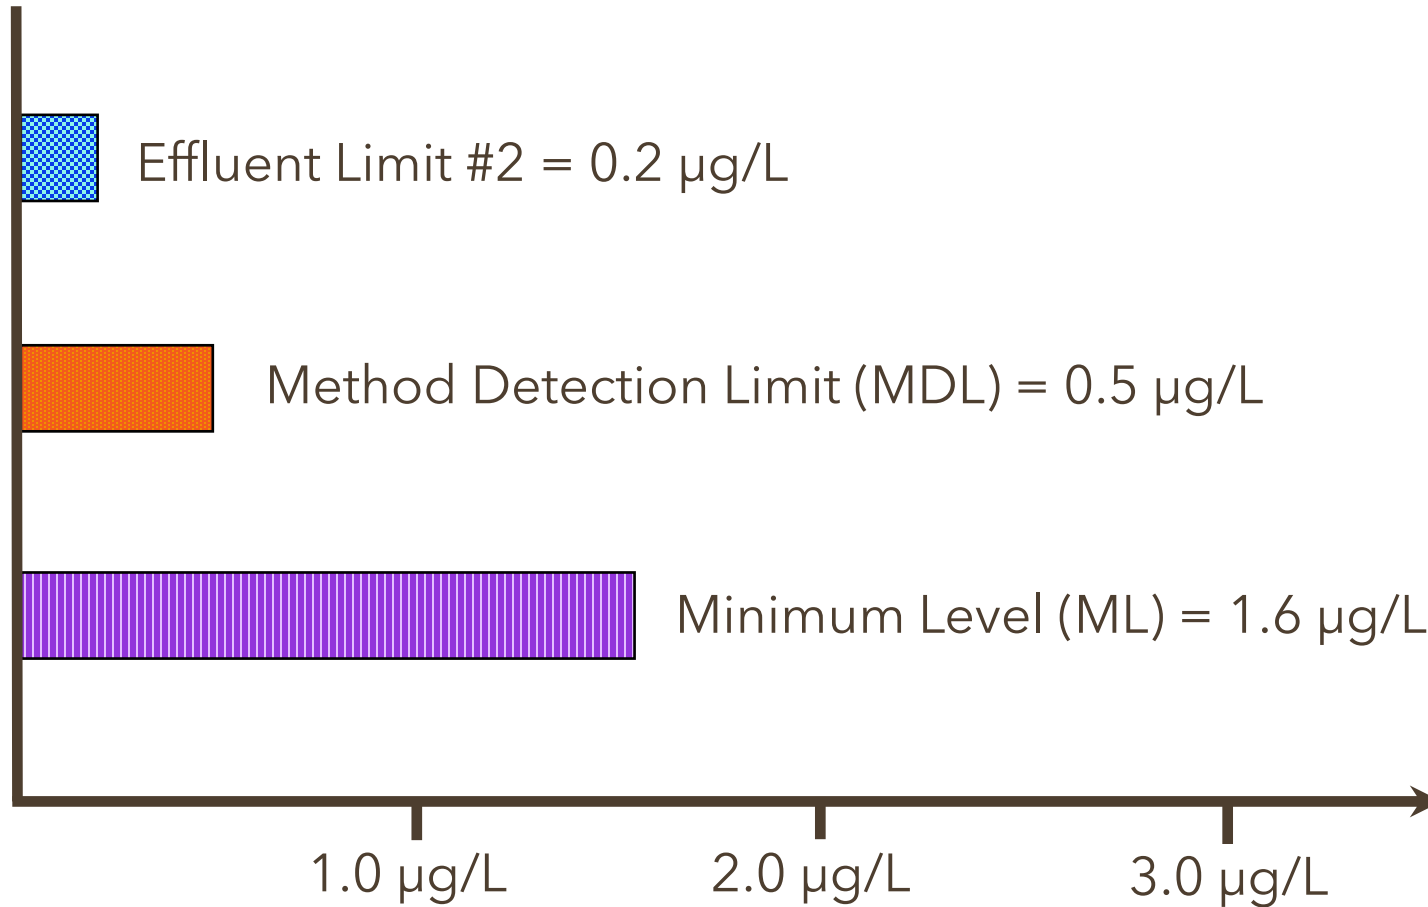 Effluent Limit #2 = 0.2 µg/L
Method Detection Limit (MDL) = 0.5 µg/L
Minimum Level (ML) = 1.6 µg/L
1.0 µg/L 2.0 µg/L 3.0 µg/L